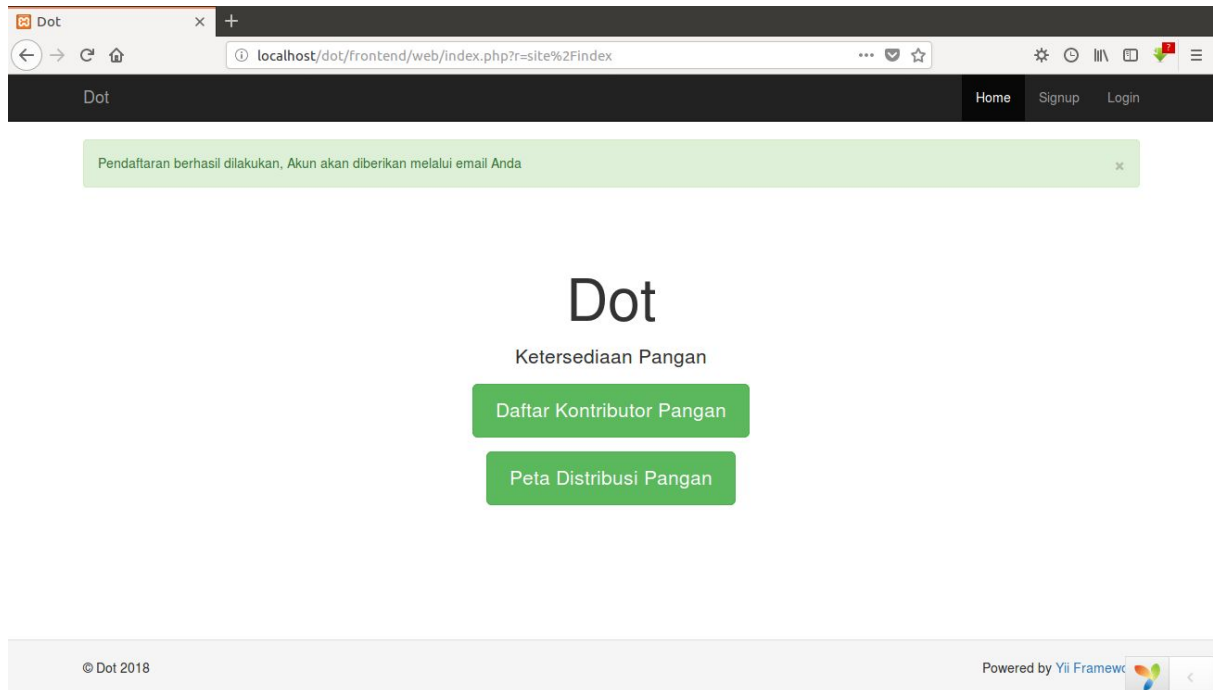 Dot
localhost/dot/frontend/web/index.php?r=site%2Findex
Dot
Home Signup Login
Pendaftaran berhasil dilakukan, Akun akan diberikan melalui email Anda
Dot
Ketersediaan Pangan
Daftar Kontributor Pangan
Peta Distribusi Pangan
© Dot 2018
Powered by Yii Framewo